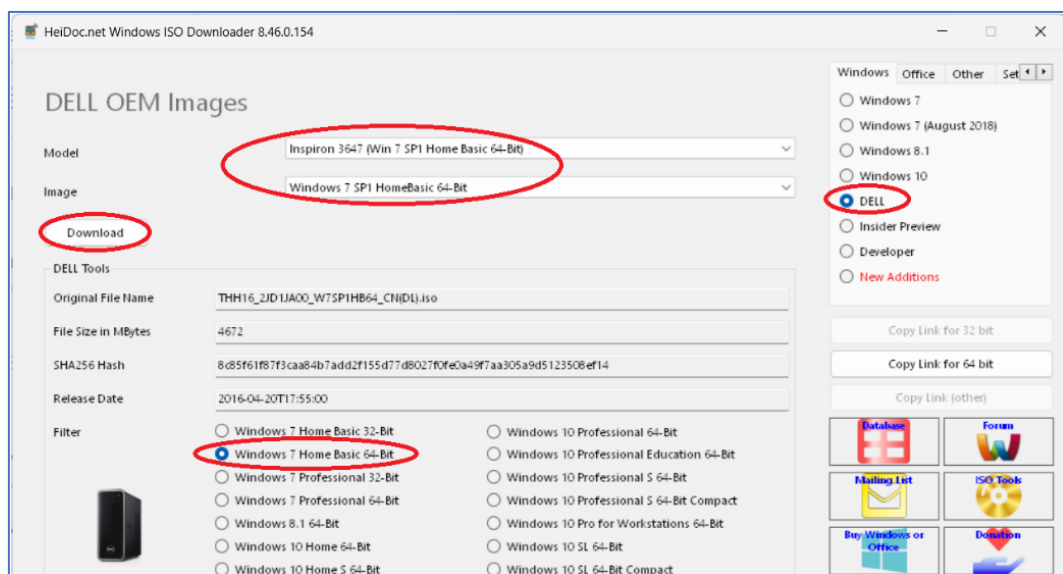 HeiDoc.net Windows ISO Downloader 8.46.0.154
DELL OEM Images
Model
Inspiron 3647 (Win 7 SP1 Home Basic 64-Bit)
Image
Windows 7 SP1 HomeBasic 64-Bit
Download
DELL Tools
Original File Name
THH16_2JD1JA00_W7SP1HB64_CN(DL).iso
File Size in MBytes
4672
SHA256 Hash
8c85f61f87f3caa84b7add2f155d77d8027f0fe0a49f7aa305a9d5123508ef14
Release Date
2016-04-20T17:55:00
Filter
Windows 7 Home Basic 32-Bit
Windows 7 Home Basic 64-Bit
Windows 7 Professional 32-Bit
Windows 7 Professional 64-Bit
Windows 8.1 64-Bit
Windows 10 Home 64-Bit
Windows 10 Home S 64-Bit
Windows 10 Professional 64-Bit
Windows 10 Professional Education 64-Bit
Windows 10 Professional S 64-Bit
Windows 10 Professional S 64-Bit Compact
Windows 10 Pro for Workstations 64-Bit
Windows 10 SL 64-Bit
Windows 10 SL 64-Bit Compact
Windows Office Other Set
Windows 7
Windows 7 (August 2018)
Windows 8.1
Windows 10
DELL
Insider Preview
Developer
New Additions
Copy Link for 32 bit
Copy Link for 64 bit
Copy Link (other)
Database
Forum
Mailing List
ISO Tools
Buy Windows or
Office
Donation